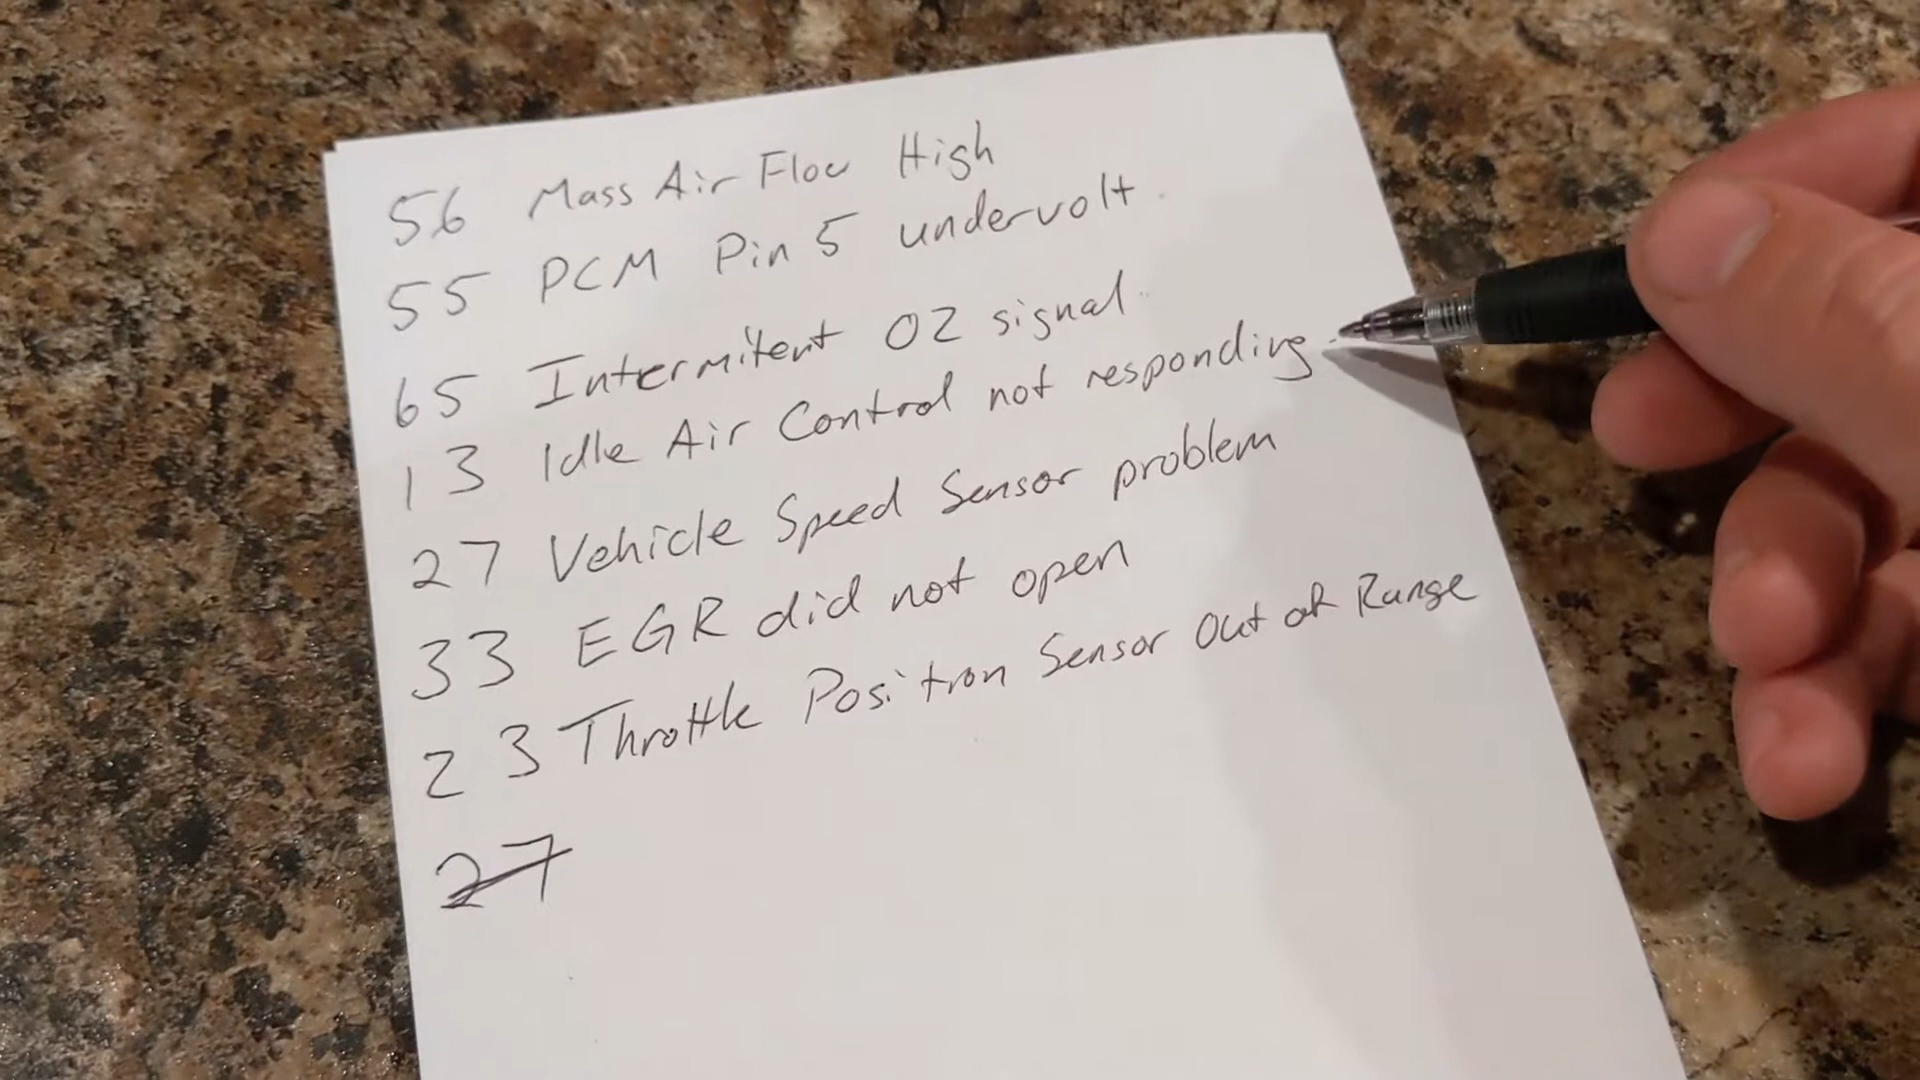 56 Mass Air Flow High
55 PCM Pin 5 undervolt.
65 Intermitent O2 signal.
13 Idle Air Control not responding.
27 Vehicle Speed Sensor problem
33 EGR did not open
23 Throttle Position Sensor Out of Range
27